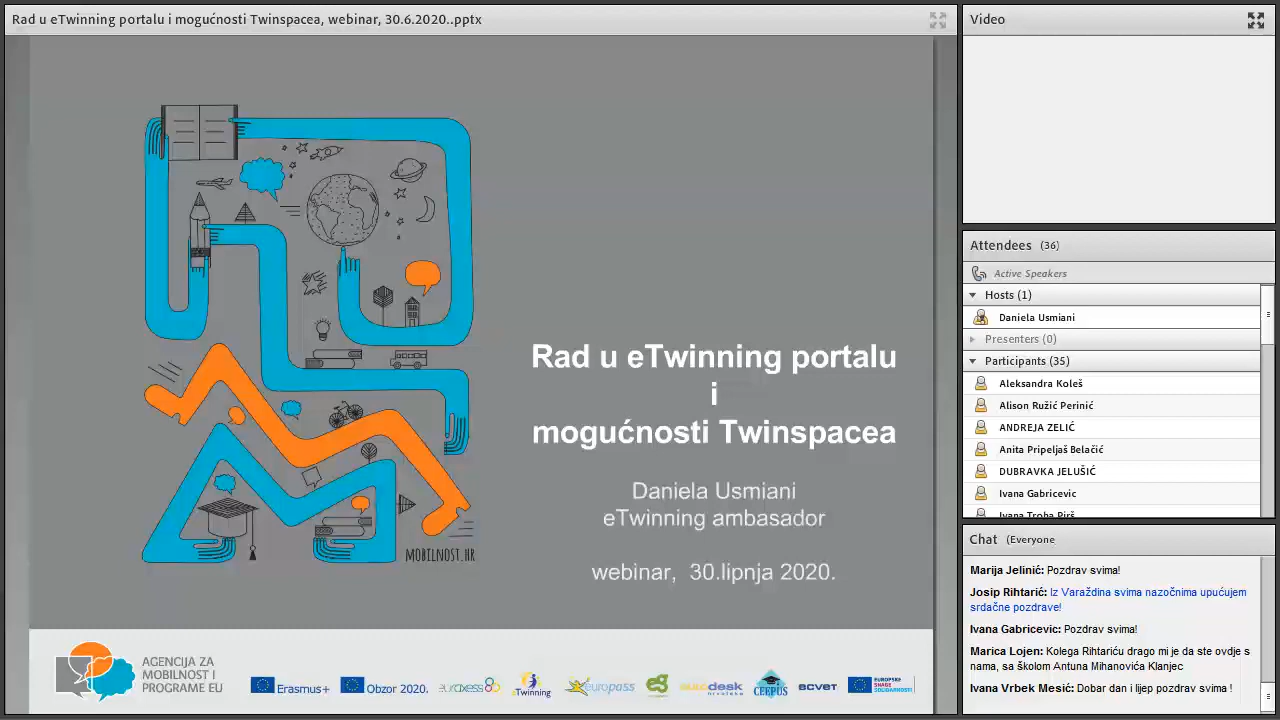 Rad u eTwinning portalu i mogućnosti Twinspacea, webinar, 30.6.2020..pptx
MOBILNOST.HR
Rad u eTwinning portalu
i
mogućnosti Twinspacea
Daniela Usmiani
eTwinning ambasador
webinar, 30.lipnja 2020.
AGENCIJA ZA
MOBILNOST I
PROGRAME EU
Erasmus+
Obzor 2020.
euraxess
eTwinning
europass
eurodesk
hrvatska
CEEPUS
ECVET
EUROPSKE
SNAGE
SOLIDARNOSTI
Video
Attendees (36)
Active Speakers
Hosts (1)
Daniela Usmiani
Presenters (0)
Participants (35)
Aleksandra Koleš
Alison Ružić Perinić
ANDREJA ZELIĆ
Anita Pripeljaš Belačić
DUBRAVKA JELUŠIĆ
Ivana Gabricevic
Chat (Everyone
Marija Jelinić: Pozdrav svima!
Josip Rihtarić: Iz Varaždina svima nazočnima upućujem
srdačne pozdrave!
Ivana Gabricevic: Pozdrav svima!
Marica Lojen: Kolega Rihtariću drago mi je da ste ovdje s
nama, sa školom Antuna Mihanovića Klanjec
Ivana Vrbek Mesić: Dobar dan i lijep pozdrav svima !